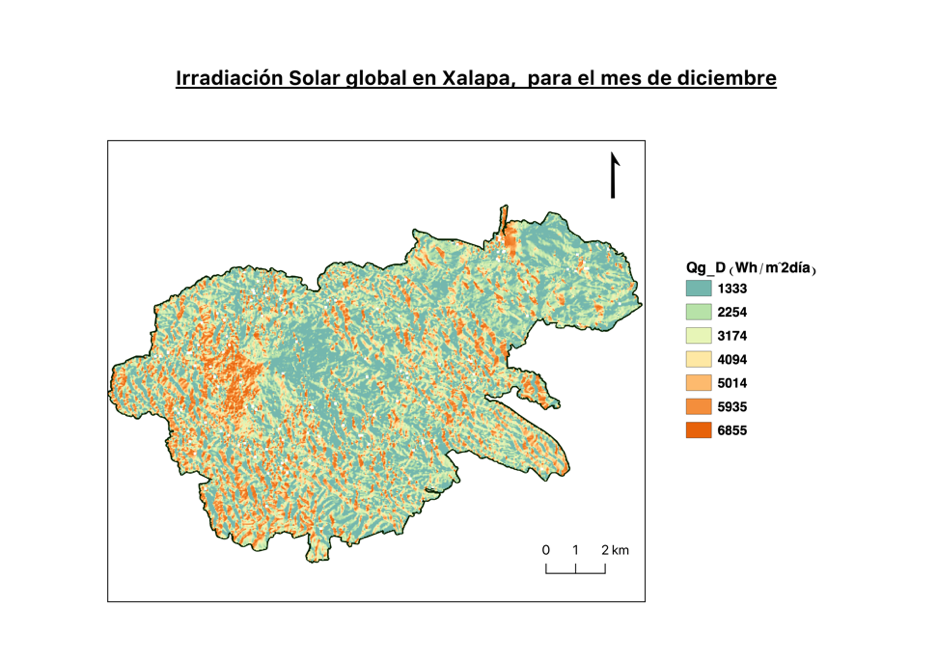 Irradiación Solar global en Xalapa,  para el mes de diciembre
Qg_D (Wh/m^2día)
1333
2254
3174
4094
5014
5935
6855
0 1 2 km